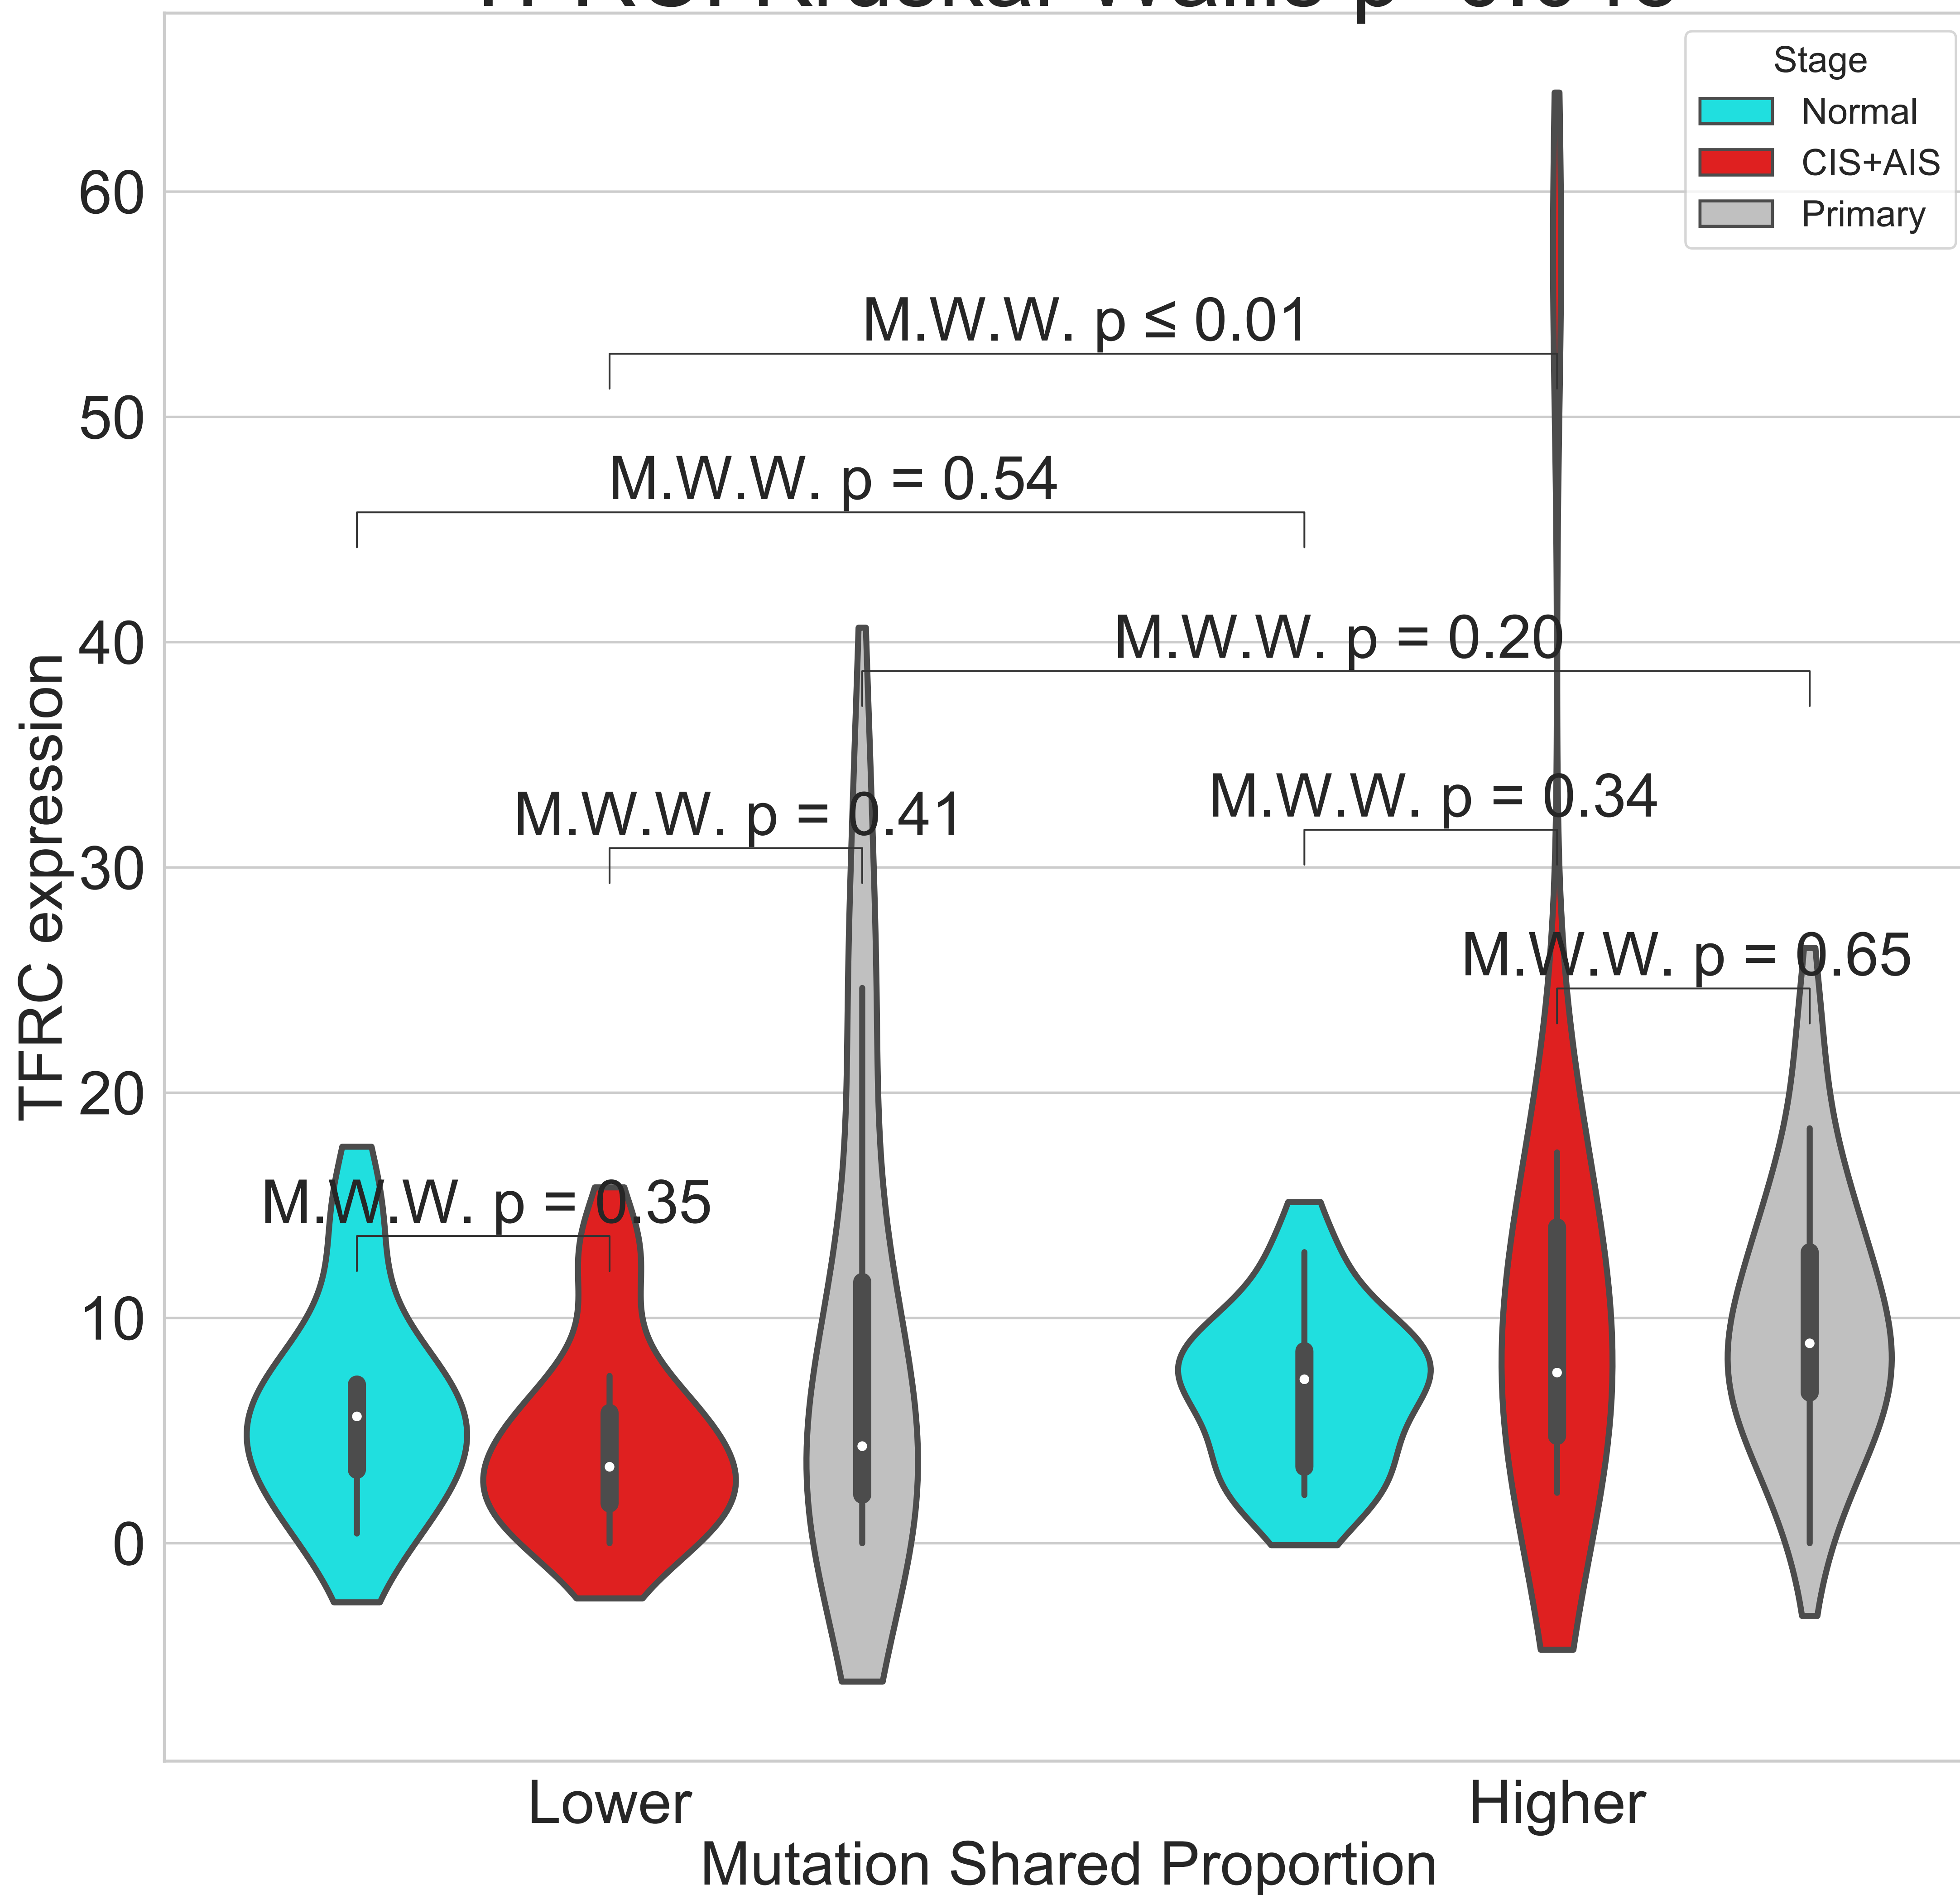 Stage
Normal
CIS+AIS
Primary
60
50
40
30
20
10
0
TFRC expression
M.W.W. p ≤ 0.01
M.W.W. p = 0.54
M.W.W. p = 0.20
M.W.W. p = 0.41
M.W.W. p = 0.34
M.W.W. p = 0.65
M.W.W. p = 0.35
Lower
Higher
Mutation Shared Proportion